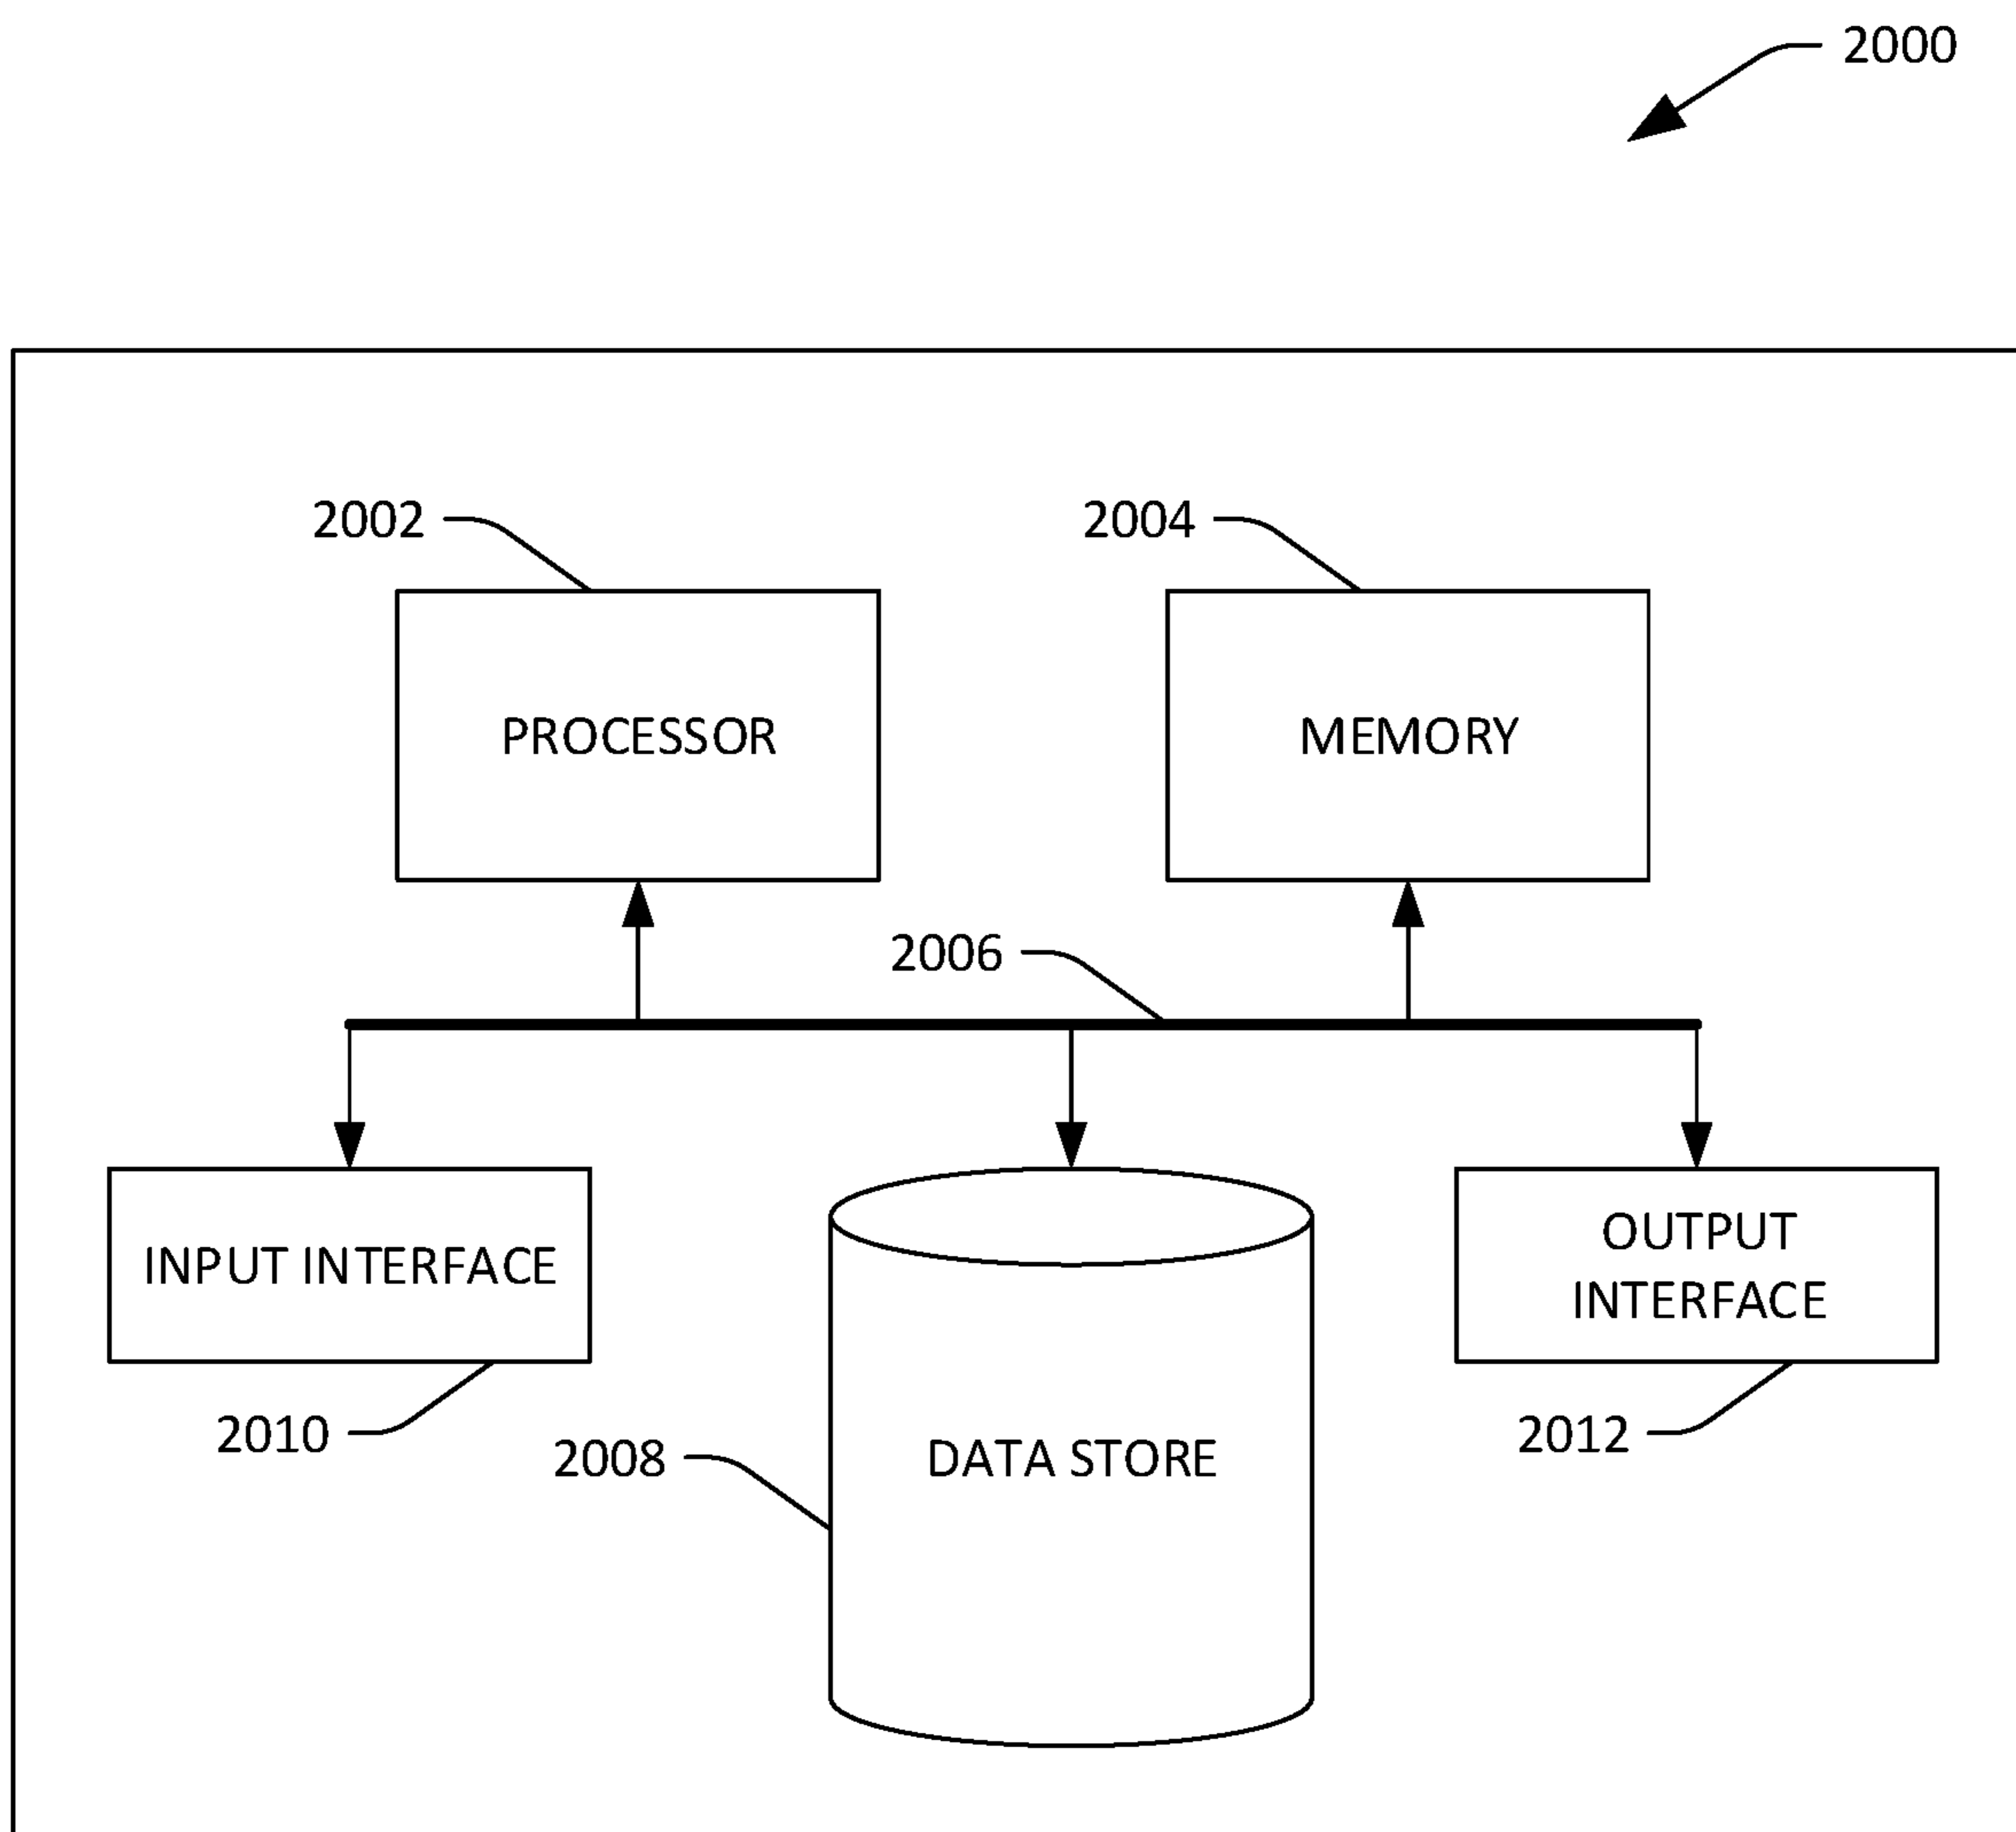 2000
2002
2004
PROCESSOR
MEMORY
2006
INPUT INTERFACE
OUTPUT
INTERFACE
2010
2008
DATA STORE
2012